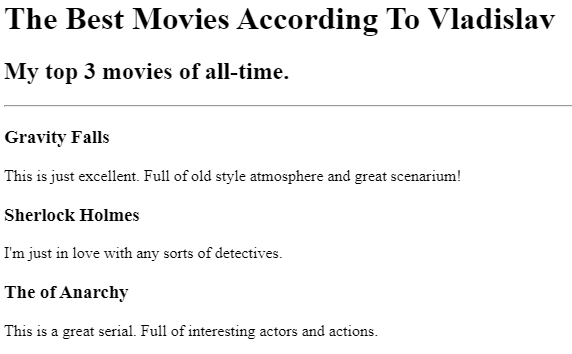 The Best Movies According To Vladislav
My top 3 movies of all-time.
Gravity Falls
This is just excellent. Full of old style atmosphere and great scenarium!
Sherlock Holmes
I'm just in love with any sorts of detectives.
The of Anarchy
This is a great serial. Full of interesting actors and actions.